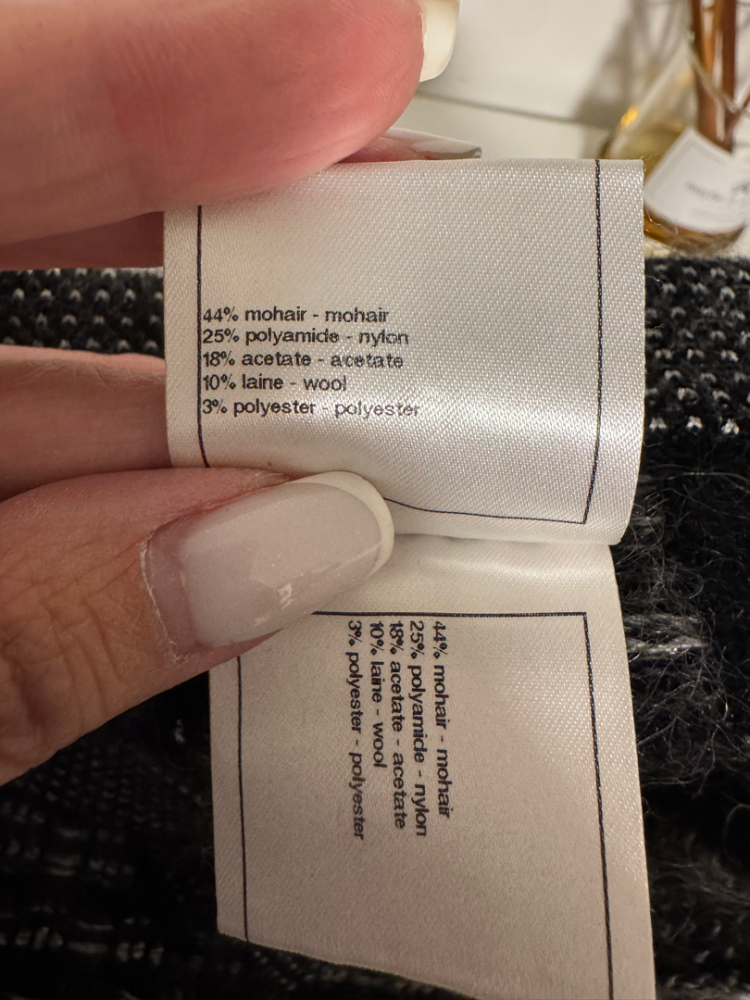 44% mohair - mohair
25% polyamide - nylon
18% acetate - acetate
10% laine - wool
3% polyester - polyester
44% mohair - mohair
25% polyamide - nylon
18% acetate - acetate
10% laine - wool
3% polyester - polyester